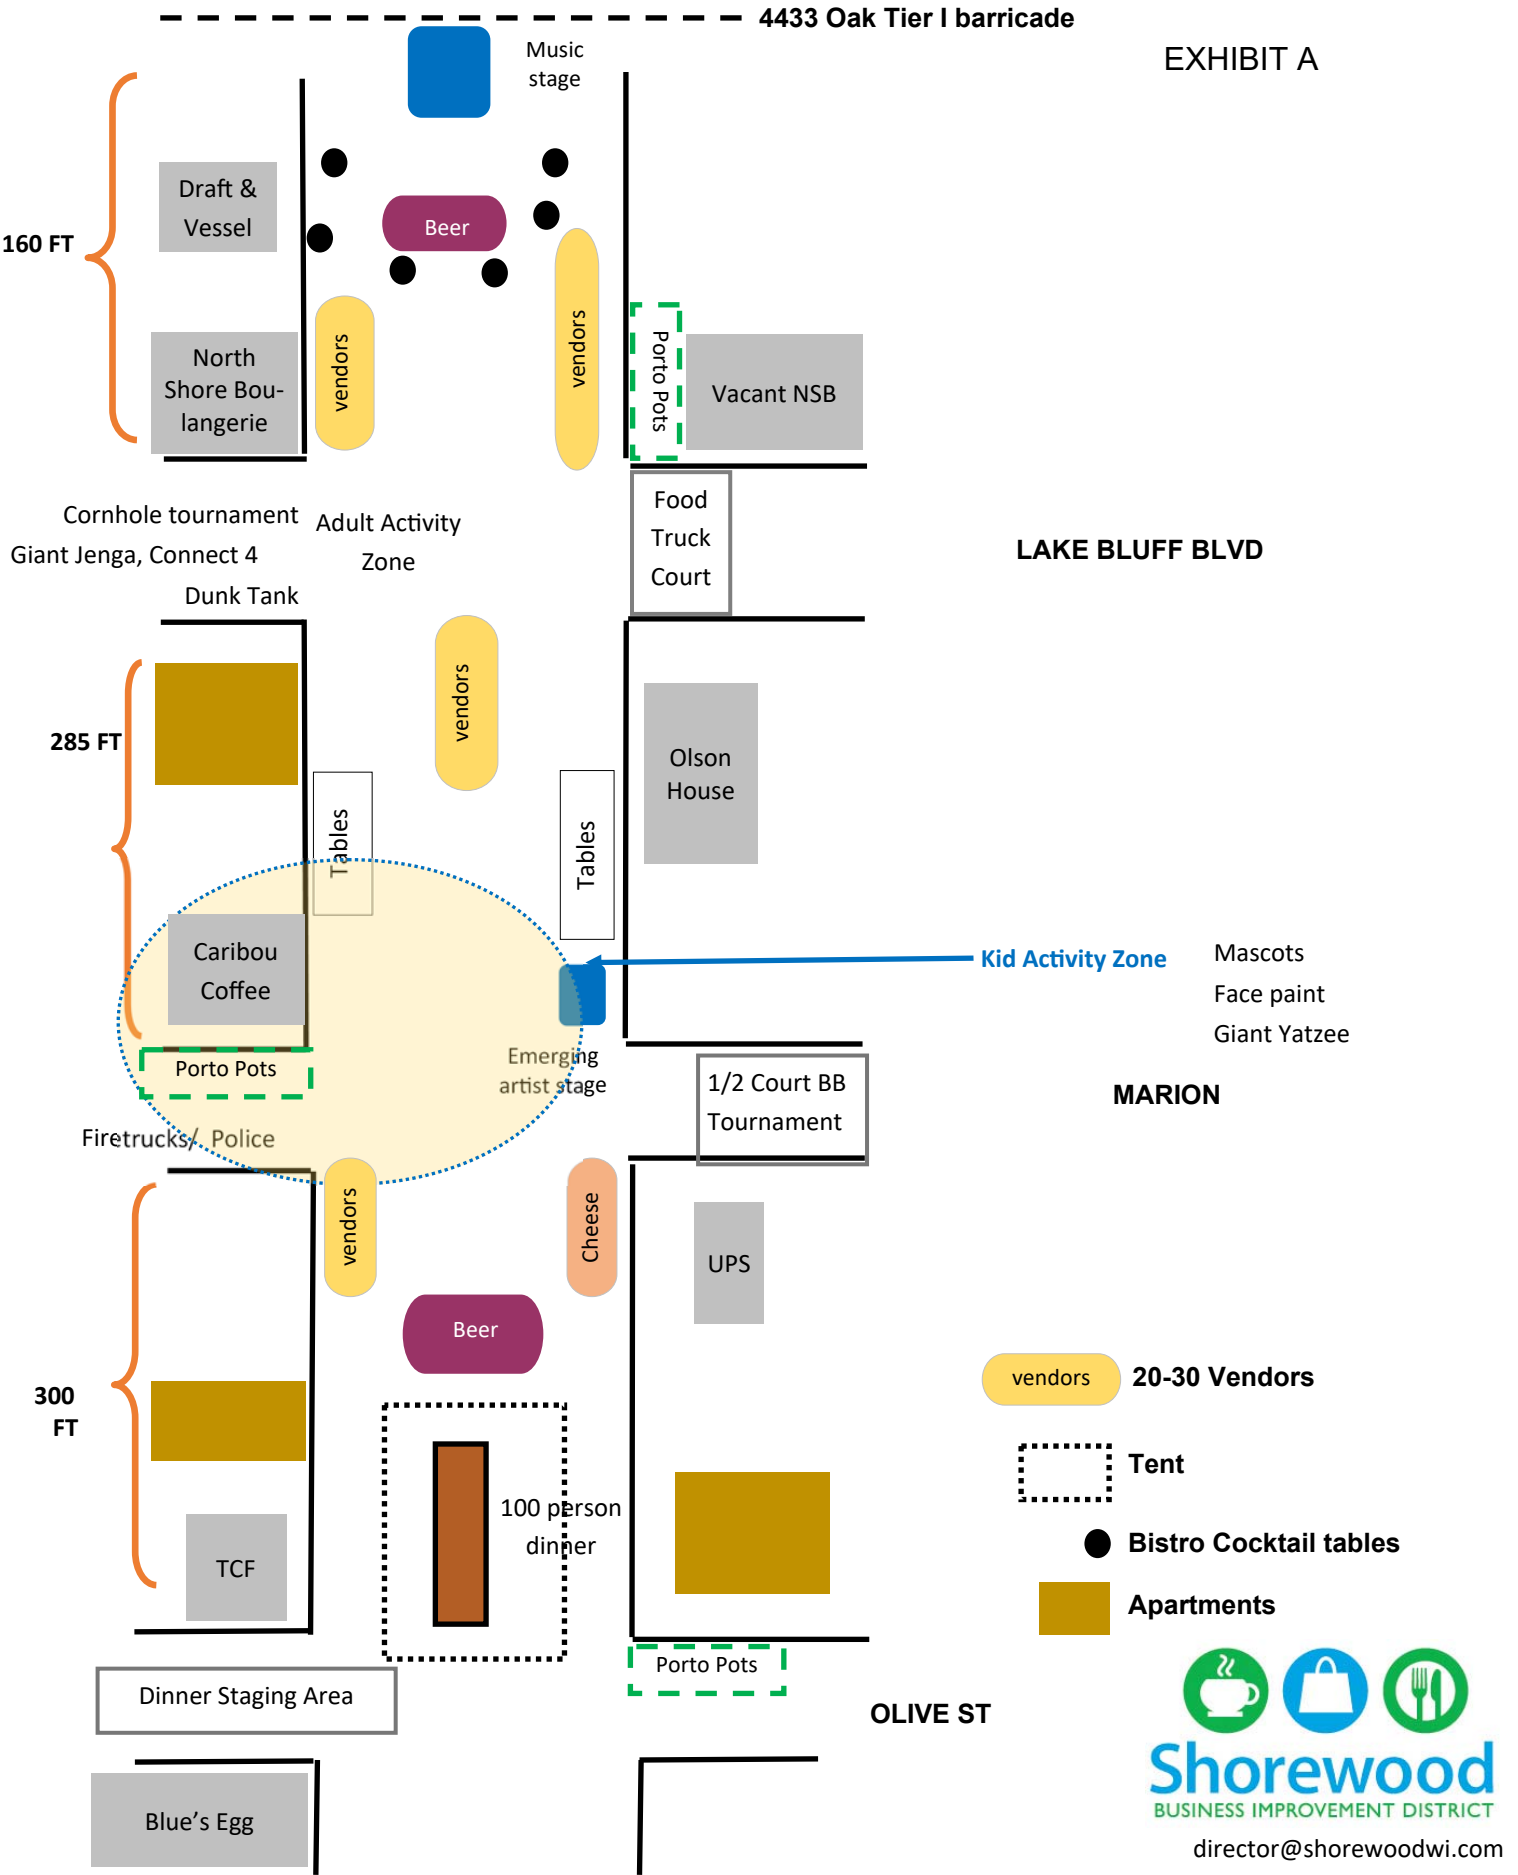 4433 Oak Tier I barricade
EXHIBIT A
Music
stage
Draft &
Vessel
Beer
160 FT
vendors
vendors
Porto Pots
North
Shore Bou-
langerie
Vacant NSB
Food
Truck
Court
Cornhole tournament
Giant Jenga, Connect 4
Dunk Tank
Adult Activity
Zone
LAKE BLUFF BLVD
vendors
285 FT
Olson
House
Tables
Tables
Caribou
Coffee
Kid Activity Zone
Mascots
Face paint
Giant Yatzee
Emerging
artist stage
Porto Pots
1/2 Court BB
Tournament
MARION
Firetrucks/ Police
vendors
Cheese
UPS
Beer
300
FT
vendors
20-30 Vendors
Tent
100 person
dinner
Bistro Cocktail tables
TCF
Apartments
Porto Pots
Dinner Staging Area
OLIVE ST
Blue's Egg
Shorewood
BUSINESS IMPROVEMENT DISTRICT
director@shorewoodwi.com